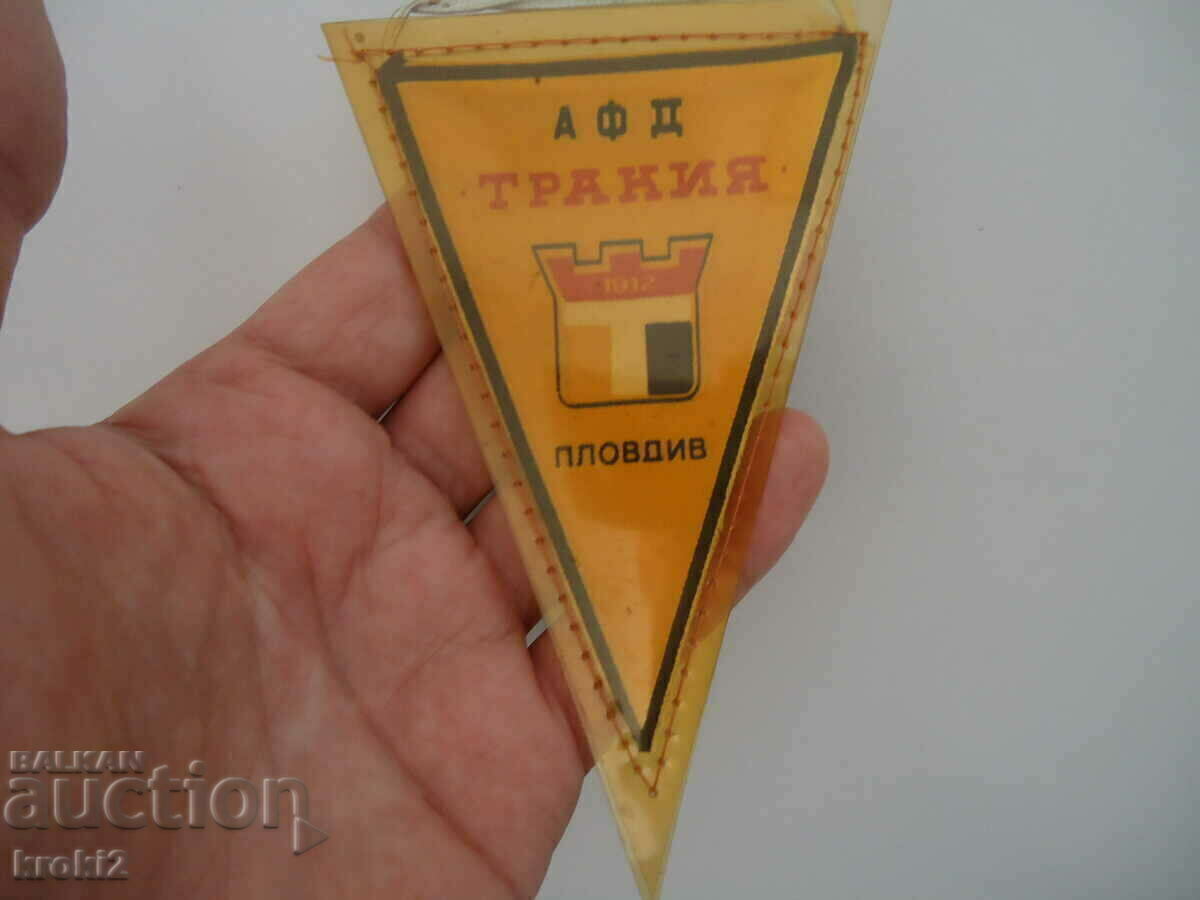 АФД
ТРАКИЯ
1912
ПЛОВДИВ
BALKAN
auction
kroki2